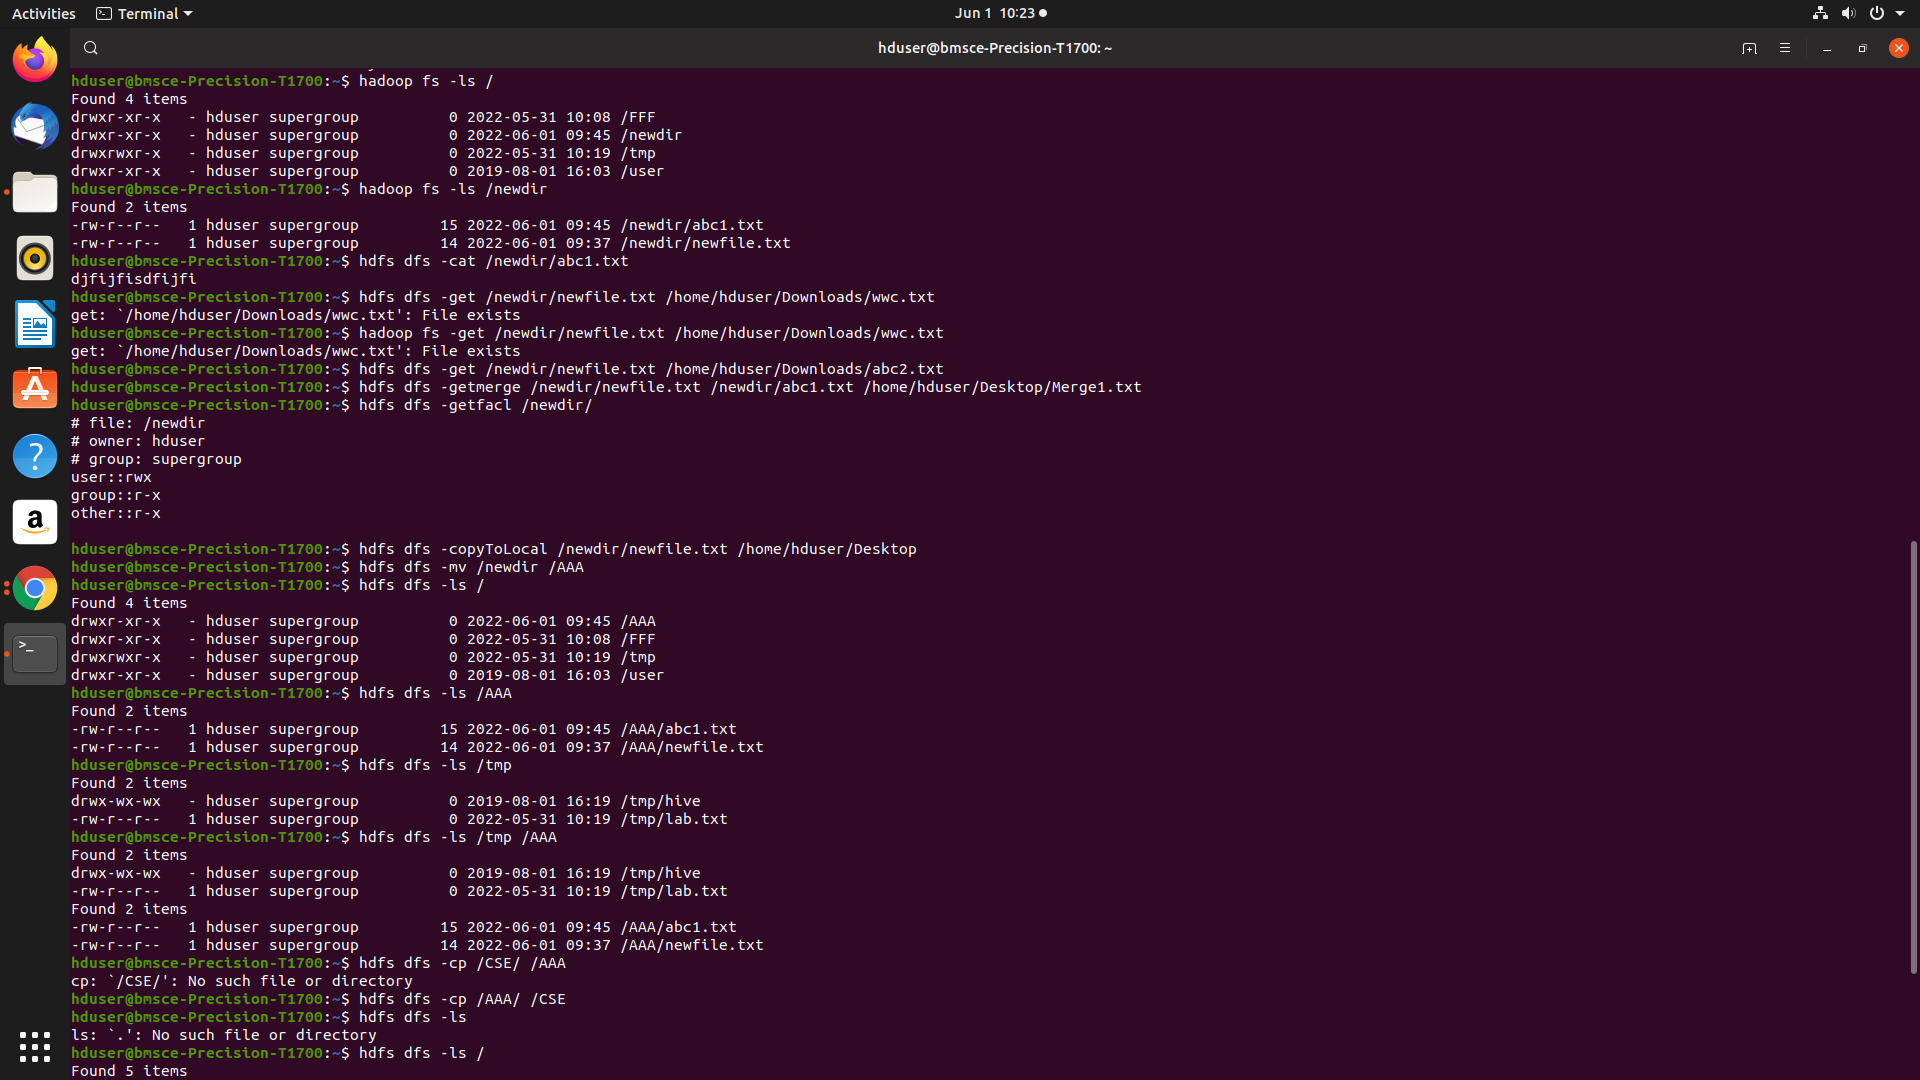 Activities Terminal Jun 1 10:23
hduser@bmsce-Precision-T1700: ~
hduser@bmsce-Precision-T1700:~$ hadoop fs -ls /
Found 4 items
drwxr-xr-x   - hduser supergroup          0 2022-05-31 10:08 /FFF
drwxr-xr-x   - hduser supergroup          0 2022-06-01 09:45 /newdir
drwxrwxr-x   - hduser supergroup          0 2022-05-31 10:19 /tmp
drwxr-xr-x   - hduser supergroup          0 2019-08-01 16:03 /user
hduser@bmsce-Precision-T1700:~$ hadoop fs -ls /newdir
Found 2 items
-rw-r--r--   1 hduser supergroup         15 2022-06-01 09:45 /newdir/abc1.txt
-rw-r--r--   1 hduser supergroup         14 2022-06-01 09:37 /newdir/newfile.txt
hduser@bmsce-Precision-T1700:~$ hdfs dfs -cat /newdir/abc1.txt
djfijfisdfijfi
hduser@bmsce-Precision-T1700:~$ hdfs dfs -get /newdir/newfile.txt /home/hduser/Downloads/wwc.txt
get: `/home/hduser/Downloads/wwc.txt': File exists
hduser@bmsce-Precision-T1700:~$ hadoop fs -get /newdir/newfile.txt /home/hduser/Downloads/wwc.txt
get: `/home/hduser/Downloads/wwc.txt': File exists
hduser@bmsce-Precision-T1700:~$ hdfs dfs -get /newdir/newfile.txt /home/hduser/Downloads/abc2.txt
hduser@bmsce-Precision-T1700:~$ hdfs dfs -getmerge /newdir/newfile.txt /newdir/abc1.txt /home/hduser/Desktop/Merge1.txt
hduser@bmsce-Precision-T1700:~$ hdfs dfs -getfacl /newdir/
# file: /newdir
# owner: hduser
# group: supergroup
user::rwx
group::r-x
other::r-x
hduser@bmsce-Precision-T1700:~$ hdfs dfs -copyToLocal /newdir/newfile.txt /home/hduser/Desktop
hduser@bmsce-Precision-T1700:~$ hdfs dfs -mv /newdir /AAA
hduser@bmsce-Precision-T1700:~$ hdfs dfs -ls /
Found 4 items
drwxr-xr-x   - hduser supergroup          0 2022-06-01 09:45 /AAA
drwxr-xr-x   - hduser supergroup          0 2022-05-31 10:08 /FFF
drwxrwxr-x   - hduser supergroup          0 2022-05-31 10:19 /tmp
drwxr-xr-x   - hduser supergroup          0 2019-08-01 16:03 /user
hduser@bmsce-Precision-T1700:~$ hdfs dfs -ls /AAA
Found 2 items
-rw-r--r--   1 hduser supergroup         15 2022-06-01 09:45 /AAA/abc1.txt
-rw-r--r--   1 hduser supergroup         14 2022-06-01 09:37 /AAA/newfile.txt
hduser@bmsce-Precision-T1700:~$ hdfs dfs -ls /tmp
Found 2 items
drwx-wx-wx   - hduser supergroup          0 2019-08-01 16:19 /tmp/hive
-rw-r--r--   1 hduser supergroup          0 2022-05-31 10:19 /tmp/lab.txt
hduser@bmsce-Precision-T1700:~$ hdfs dfs -ls /tmp /AAA
Found 2 items
drwx-wx-wx   - hduser supergroup          0 2019-08-01 16:19 /tmp/hive
-rw-r--r--   1 hduser supergroup          0 2022-05-31 10:19 /tmp/lab.txt
Found 2 items
-rw-r--r--   1 hduser supergroup         15 2022-06-01 09:45 /AAA/abc1.txt
-rw-r--r--   1 hduser supergroup         14 2022-06-01 09:37 /AAA/newfile.txt
hduser@bmsce-Precision-T1700:~$ hdfs dfs -cp /CSE/ /AAA
cp: `/CSE/': No such file or directory
hduser@bmsce-Precision-T1700:~$ hdfs dfs -cp /AAA/ /CSE
hduser@bmsce-Precision-T1700:~$ hdfs dfs -ls
ls: `.': No such file or directory
hduser@bmsce-Precision-T1700:~$ hdfs dfs -ls /
Found 5 items